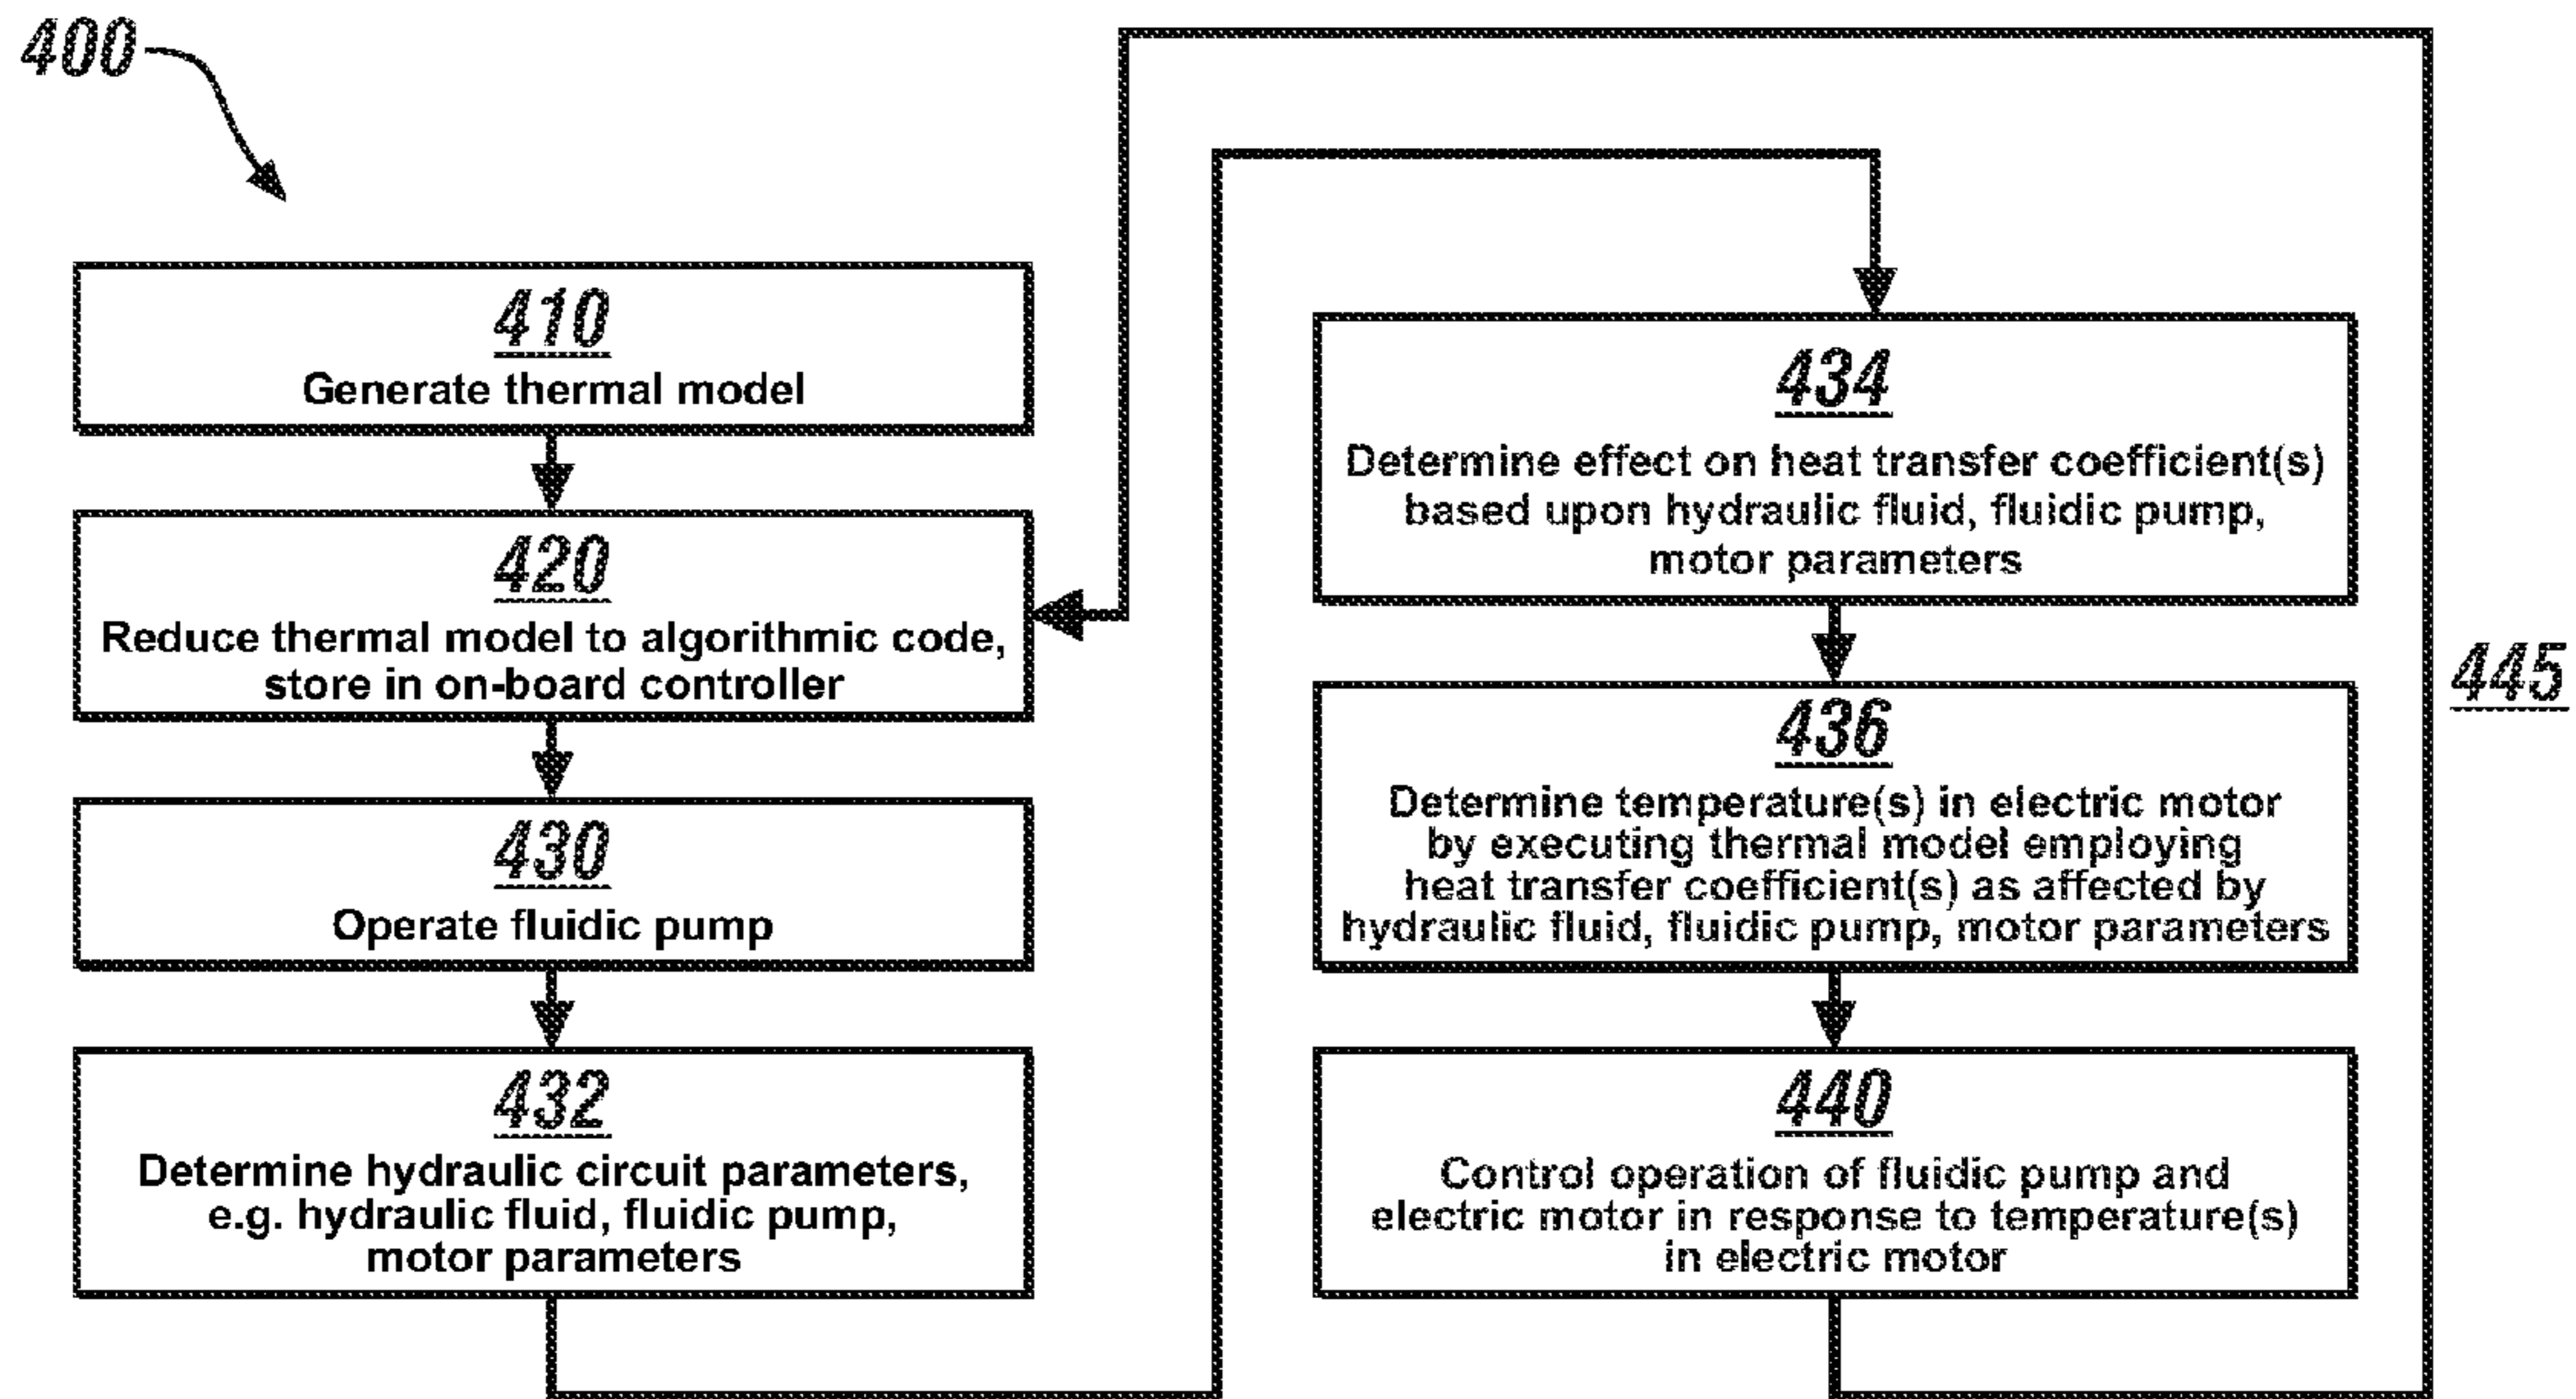 400
410
Generate thermal model
420
Reduce thermal model to algorithmic code,
store in on-board controller
430
Operate fluidic pump
432
Determine hydraulic circuit parameters,
e.g. hydraulic fluid, fluidic pump,
motor parameters
434
Determine effect on heat transfer coefficient(s)
based upon hydraulic fluid, fluidic pump,
motor parameters
436
Determine temperature(s) in electric motor
by executing thermal model employing
heat transfer coefficient(s) as affected by
hydraulic fluid, fluidic pump, motor parameters
440
Control operation of fluidic pump and
electric motor in response to temperature(s)
in electric motor
445